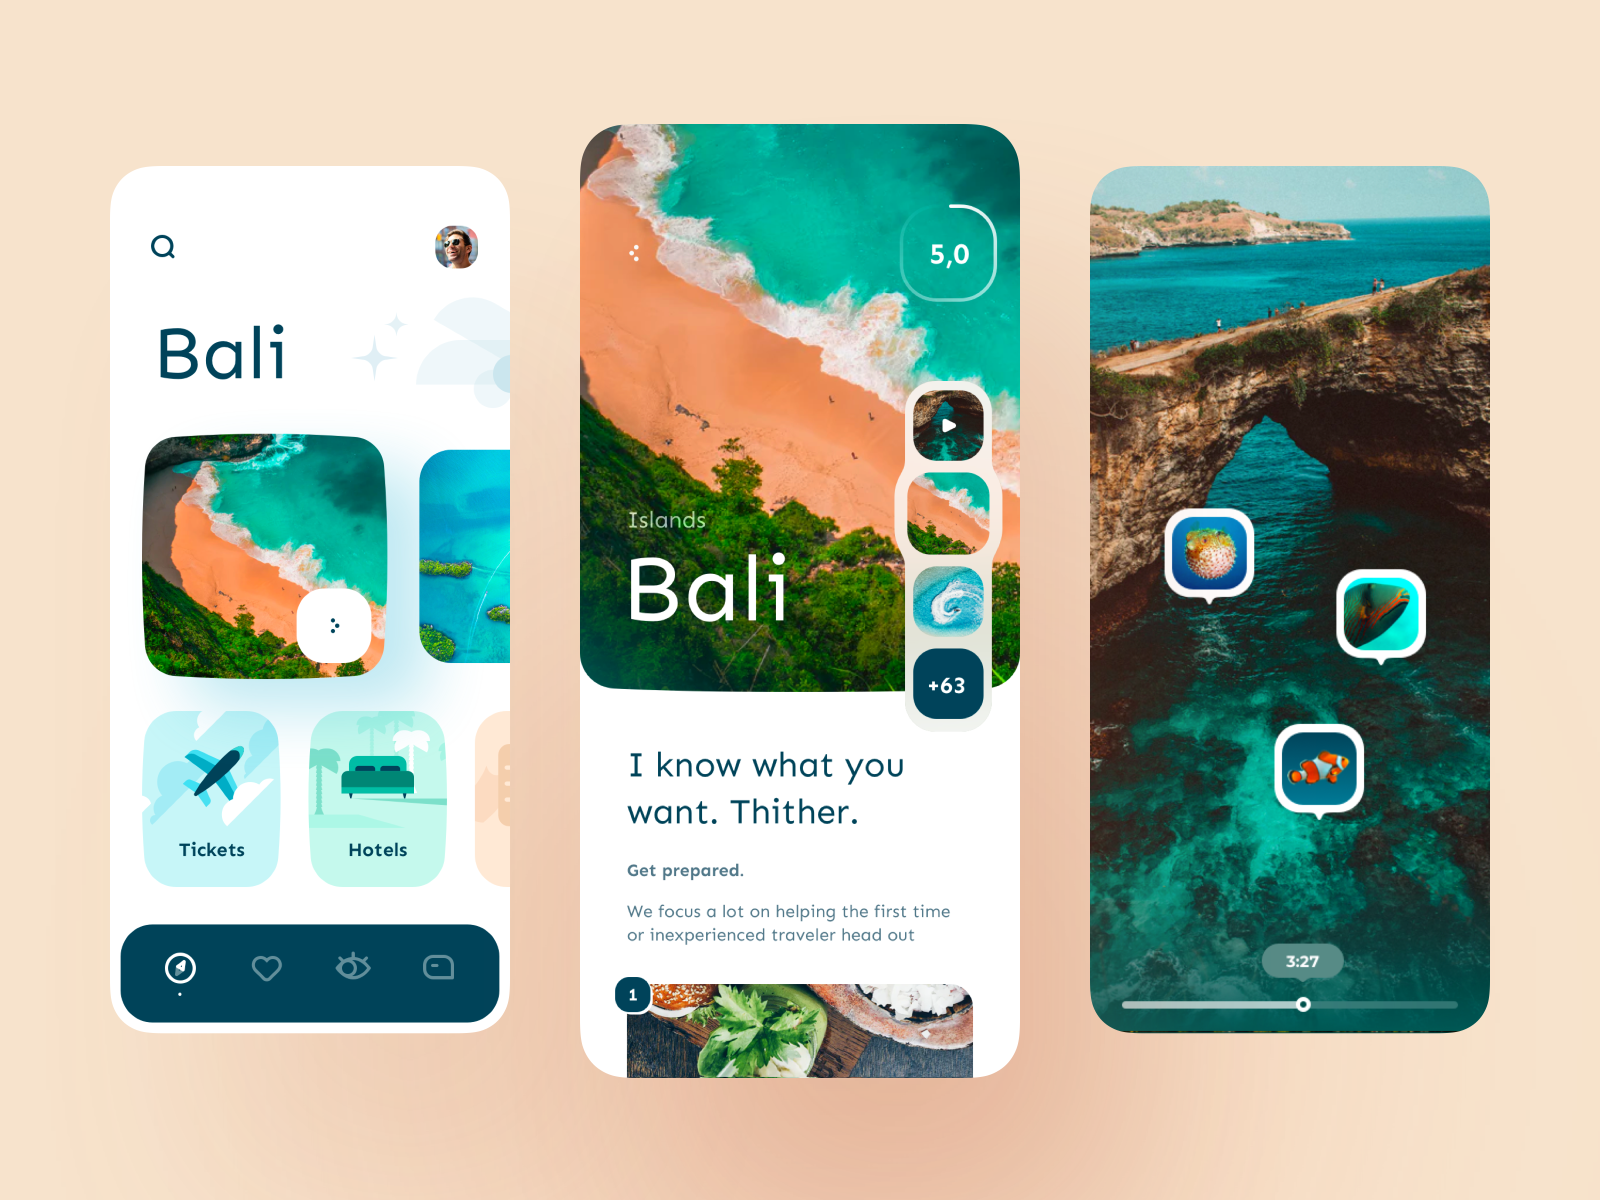 Bali
Tickets
Hotels
5,0
Islands
Bali
+63
I know what you
want. Thither.
Get prepared.
We focus a lot on helping the first time
or inexperienced traveler head out
1
3:27